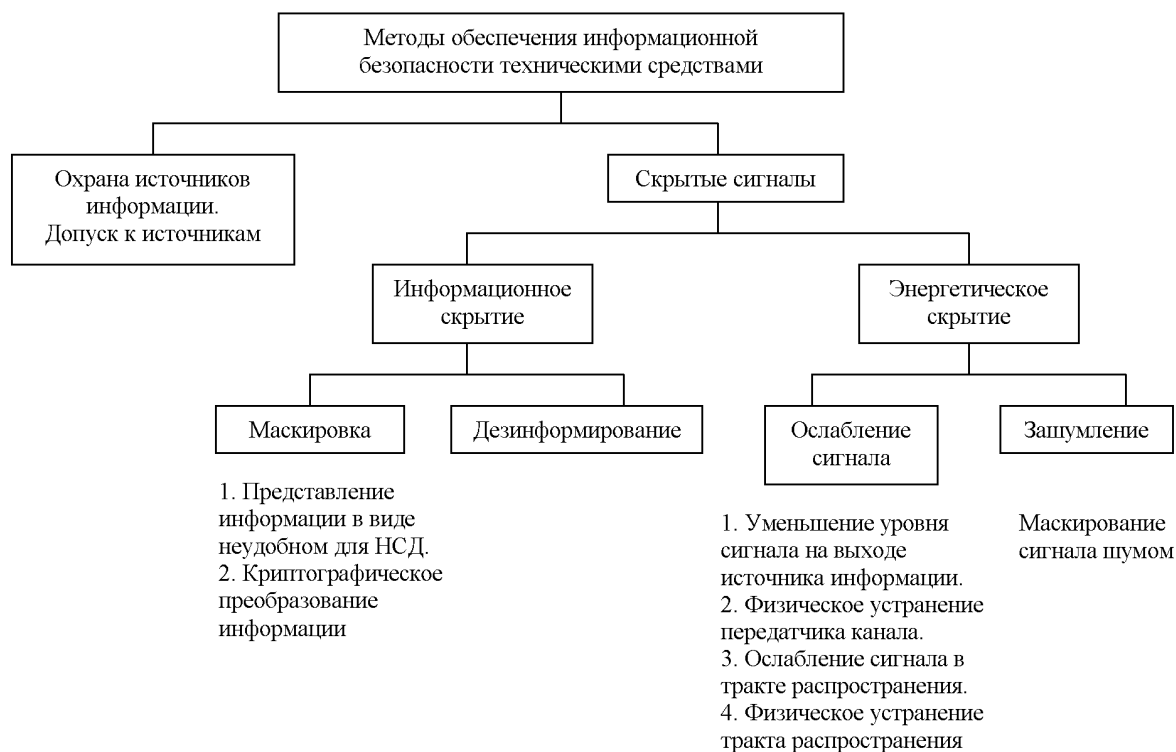 Методы обеспечения информационной
безопасности техническими средствами
Охрана источников
информации.
Допуск к источникам
Скрытые сигналы
Информационное
скрытие
Энергетическое
скрытие
Маскировка
Дезинформирование
Ослабление
сигнала
Зашумление
1. Представление
информации в виде
неудобном для НСД.
2. Криптографическое
преобразование
информации
1. Уменьшение уровня
сигнала на выходе
источника информации.
2. Физическое устранение
передатчика канала.
3. Ослабление сигнала в
тракте распространения.
4. Физическое устранение
тракта распространения
Маскирование
сигнала шумом